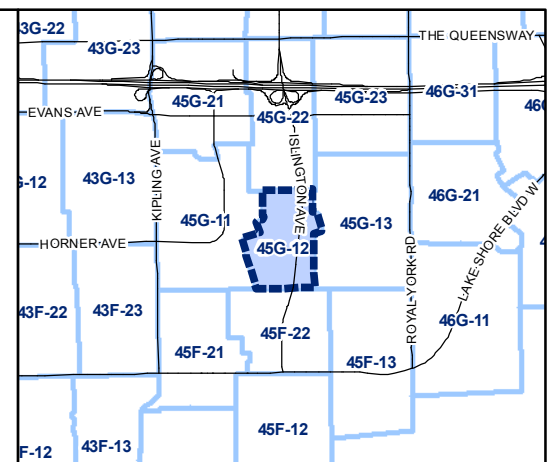 3G-22
43G-23
THE QUEENSWAY
45G-21
45G-23
46G-31
46G
EVANS AVE
45G-22
KIPLING AVE
ISLINGTON AVE
G-12
43G-13
45G-11
45G-13
46G-21
LAKE SHORE BLVD W
HORNER AVE
45G-12
ROYAL YORK RD
43F-22
43F-23
46G-11
45F-22
45F-21
45F-13
F-12
43F-13
45F-12